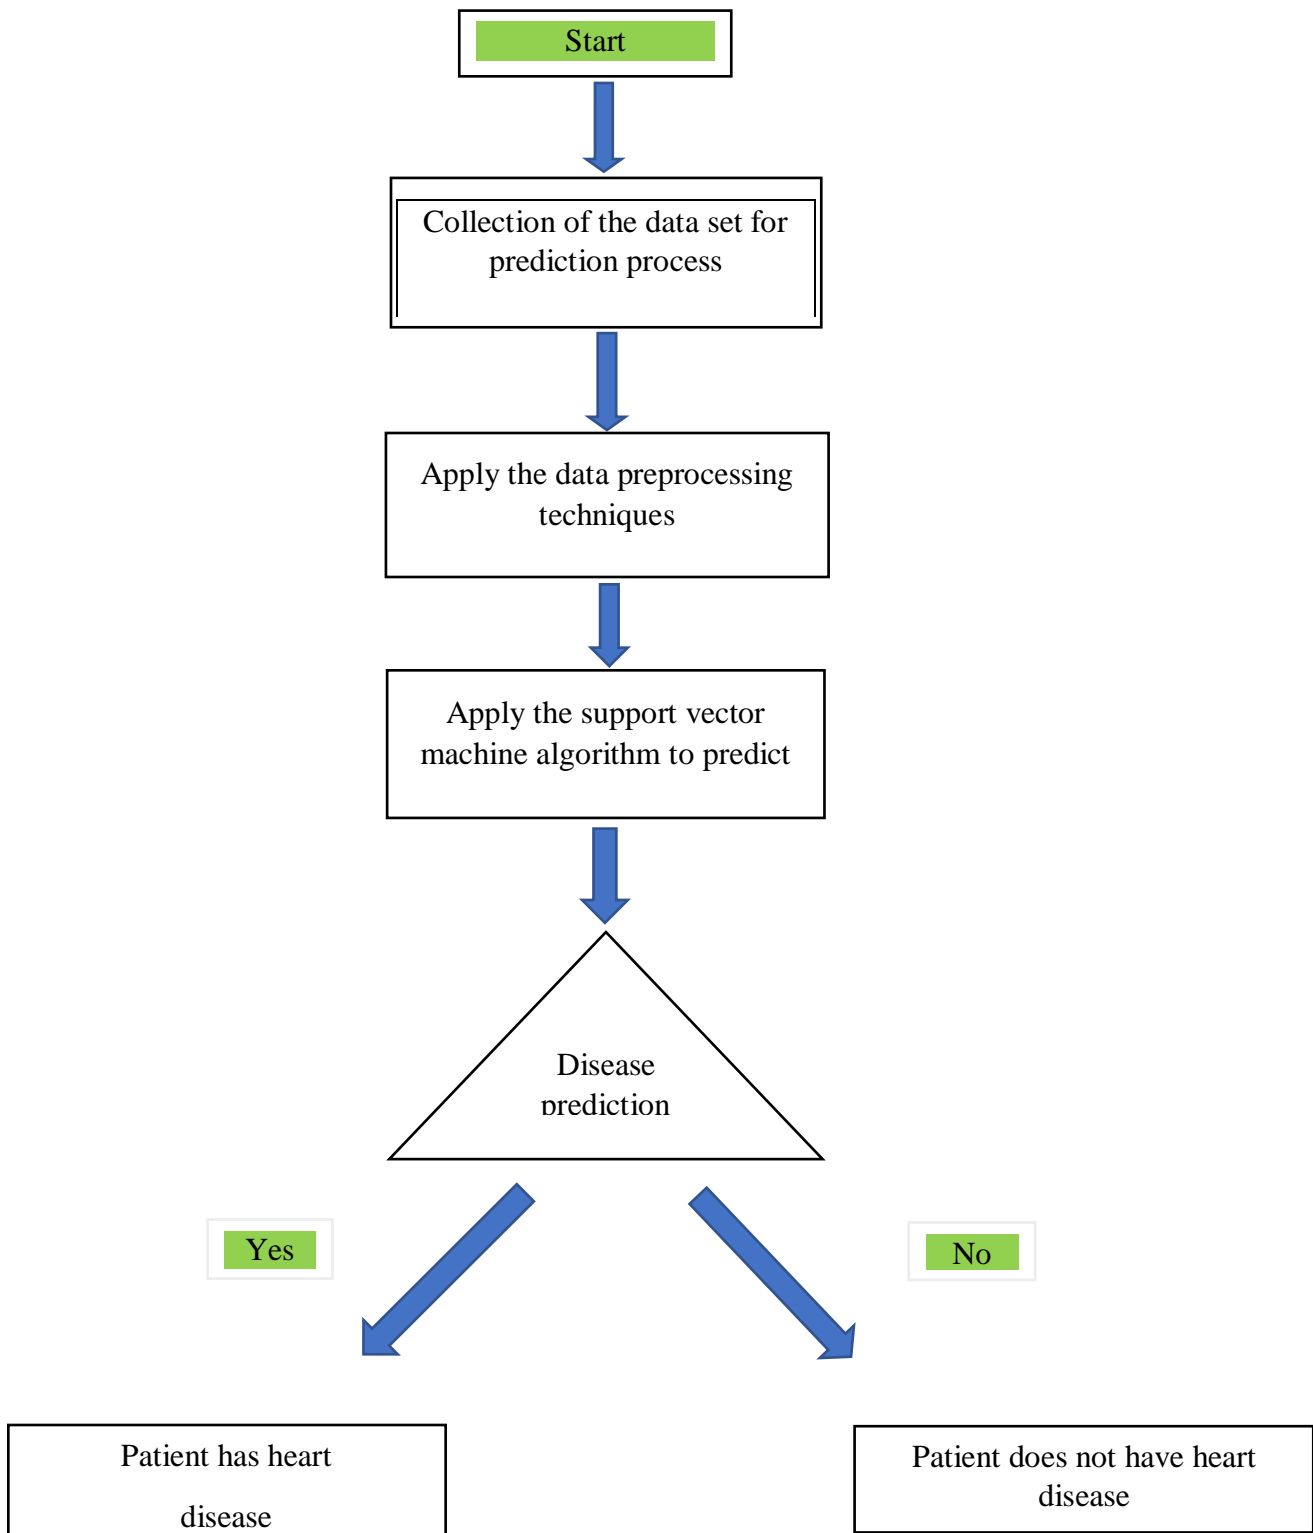 Start
Collection of the data set for
prediction process
Apply the data preprocessing
techniques
Apply the support vector
machine algorithm to predict
Disease
prediction
Yes
No
Patient has heart
disease
Patient does not have heart
disease